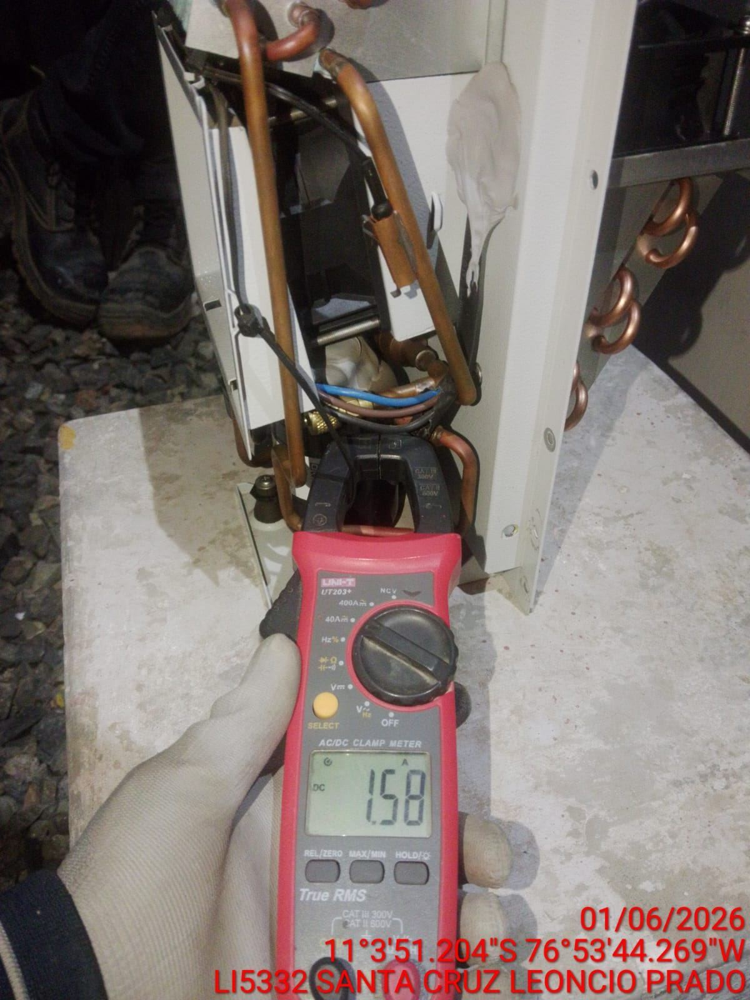 CAT III
300V
CAT II
600V
UNI-T
UT203+
NCV
400A
40A
Hz%
Ω
V
V
Hz
OFF
SELECT
AC/DC CLAMP METER
A
DC
1.58
REL/ZERO MAX/MIN HOLD/
True RMS
CAT III 300V
CAT II 600V
01/06/2026
11°3'51.204"S 76°53'44.269"W
LI5332 SANTA CRUZ LEONCIO PRADO